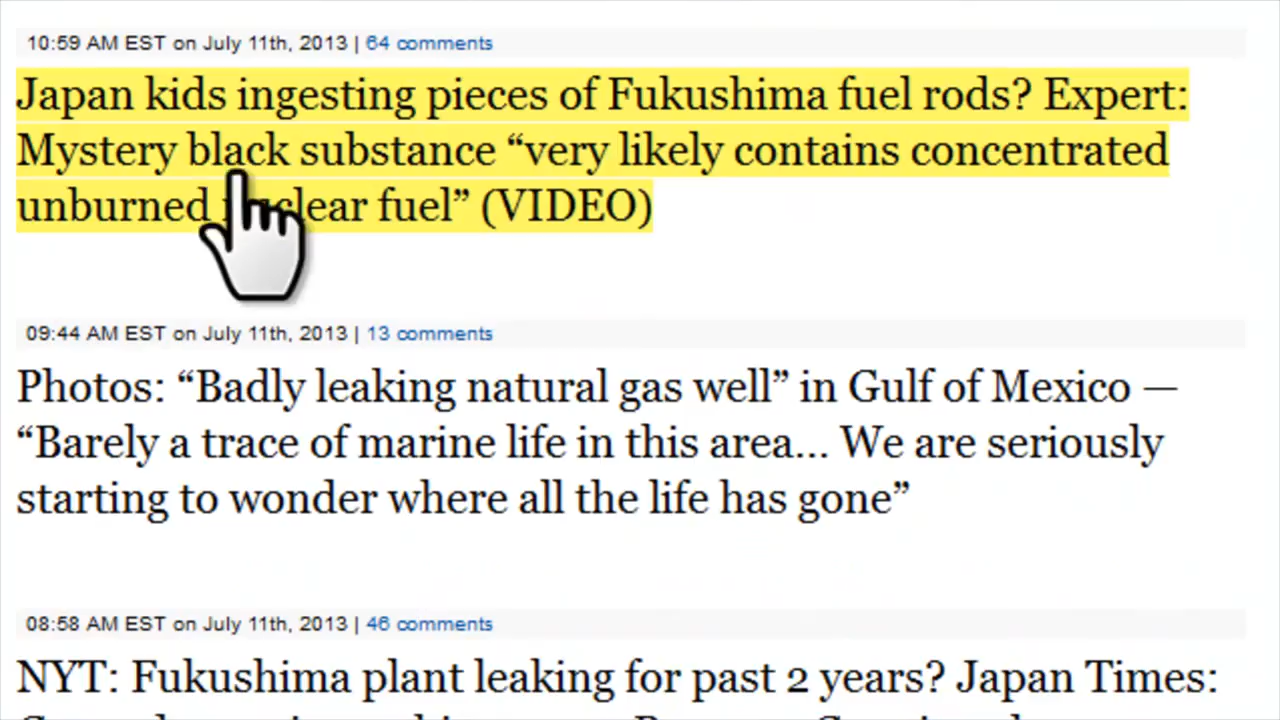 10:59 AM EST on July 11th, 2013 | 64 comments
Japan kids ingesting pieces of Fukushima fuel rods? Expert:
Mystery black substance “very likely contains concentrated
unburned nuclear fuel” (VIDEO)
09:44 AM EST on July 11th, 2013 | 13 comments
Photos: “Badly leaking natural gas well” in Gulf of Mexico —
“Barely a trace of marine life in this area... We are seriously
starting to wonder where all the life has gone”
08:58 AM EST on July 11th, 2013 | 46 comments
NYT: Fukushima plant leaking for past 2 years? Japan Times: